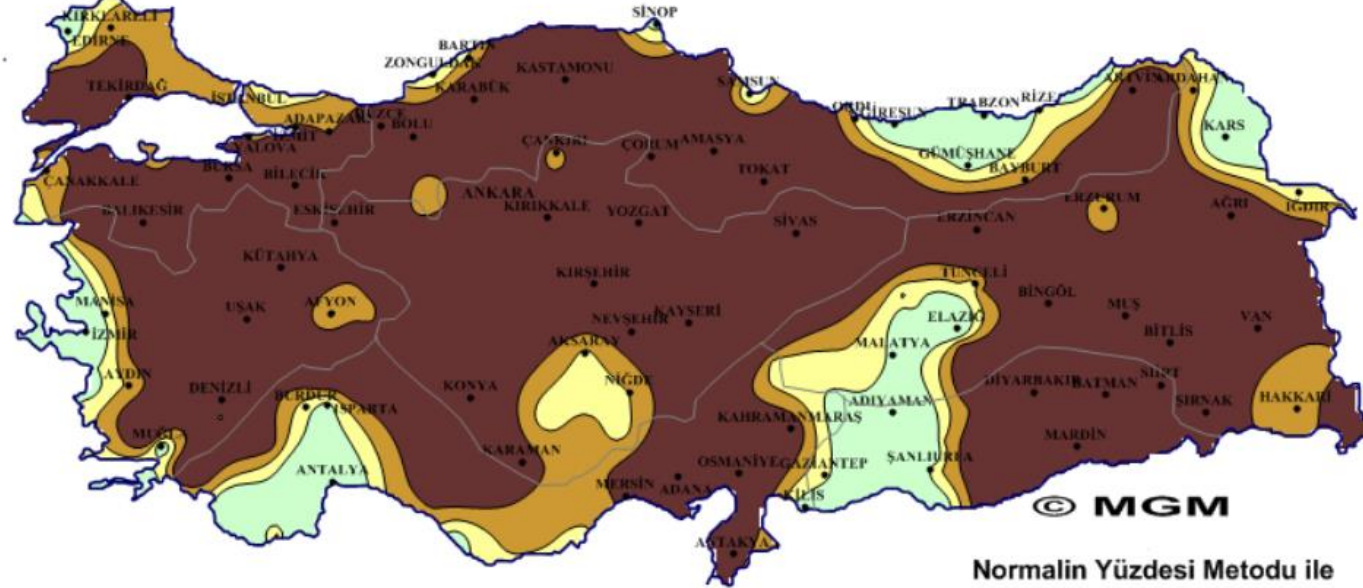 SİNOP
KIRKLARELİ
EDİRNE
BARTIN
ZONGULDAK
KASTAMONU
TEKİRDAĞ
KARABÜK
SAMSUN
ARTVİN
ARDAHAN
İSTANBUL
ORDU
GİRESUN
TRABZON
RİZE
ADAPAZARI
DÜZCE
İZMİT
BOLU
KARS
YALOVA
ÇANKIRI
ÇORUM
AMASYA
GÜMÜŞHANE
BURSA
BİLECİK
TOKAT
BAYBURT
ÇANAKKALE
ANKARA
ERZURUM
BALIKESİR
ESKİŞEHİR
KIRIKKALE
YOZGAT
SİVAS
ERZİNCAN
AĞRI
IĞDIR
KÜTAHYA
KIRŞEHİR
TUNCELİ
BİNGÖL
MANİSA
UŞAK
AFYON
MUŞ
İZMİR
NEVŞEHİR
KAYSERİ
ELAZIĞ
BİTLİS
VAN
AKSARAY
MALATYA
AYDIN
DENİZLİ
KONYA
NİĞDE
DİYARBAKIR
BATMAN
SİİRT
BURDUR
ISPARTA
ADIYAMAN
ŞIRNAK
HAKKARİ
KAHRAMANMARAŞ
MUĞLA
KARAMAN
MARDİN
ANTALYA
OSMANİYE
GAZİANTEP
ŞANLIURFA
MERSİN
ADANA
KİLİS
© MGM
ANTAKYA
Normalin Yüzdesi Metodu ile